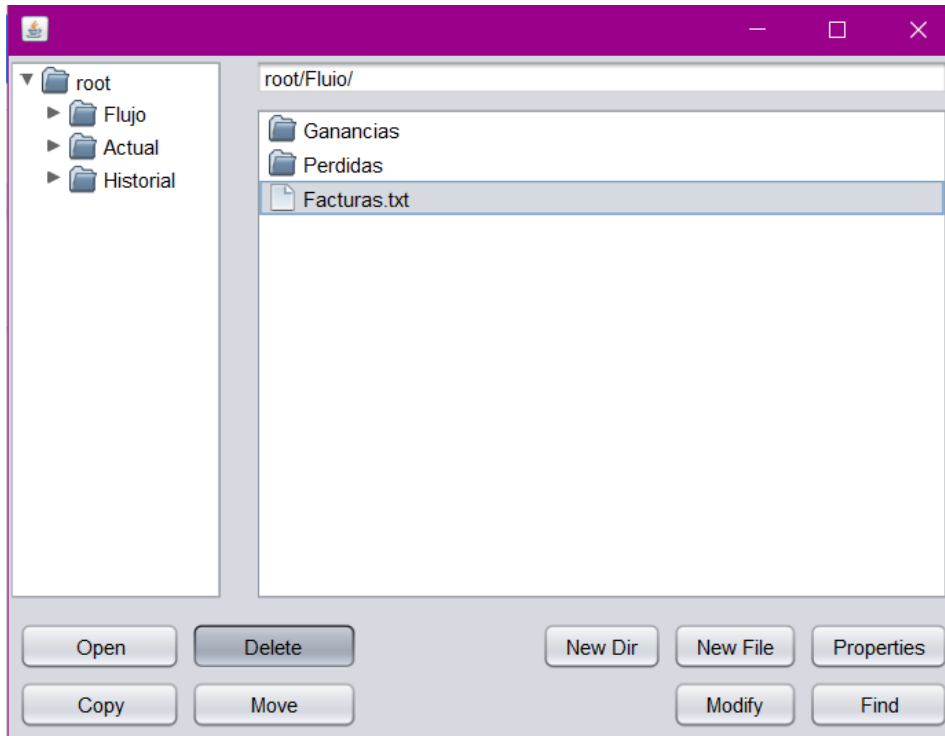 root
Flujo
Actual
Historial
root/Fluio/
Ganancias
Perdidas
Facturas.txt
Open
Delete
New Dir
New File
Properties
Copy
Move
Modify
Find